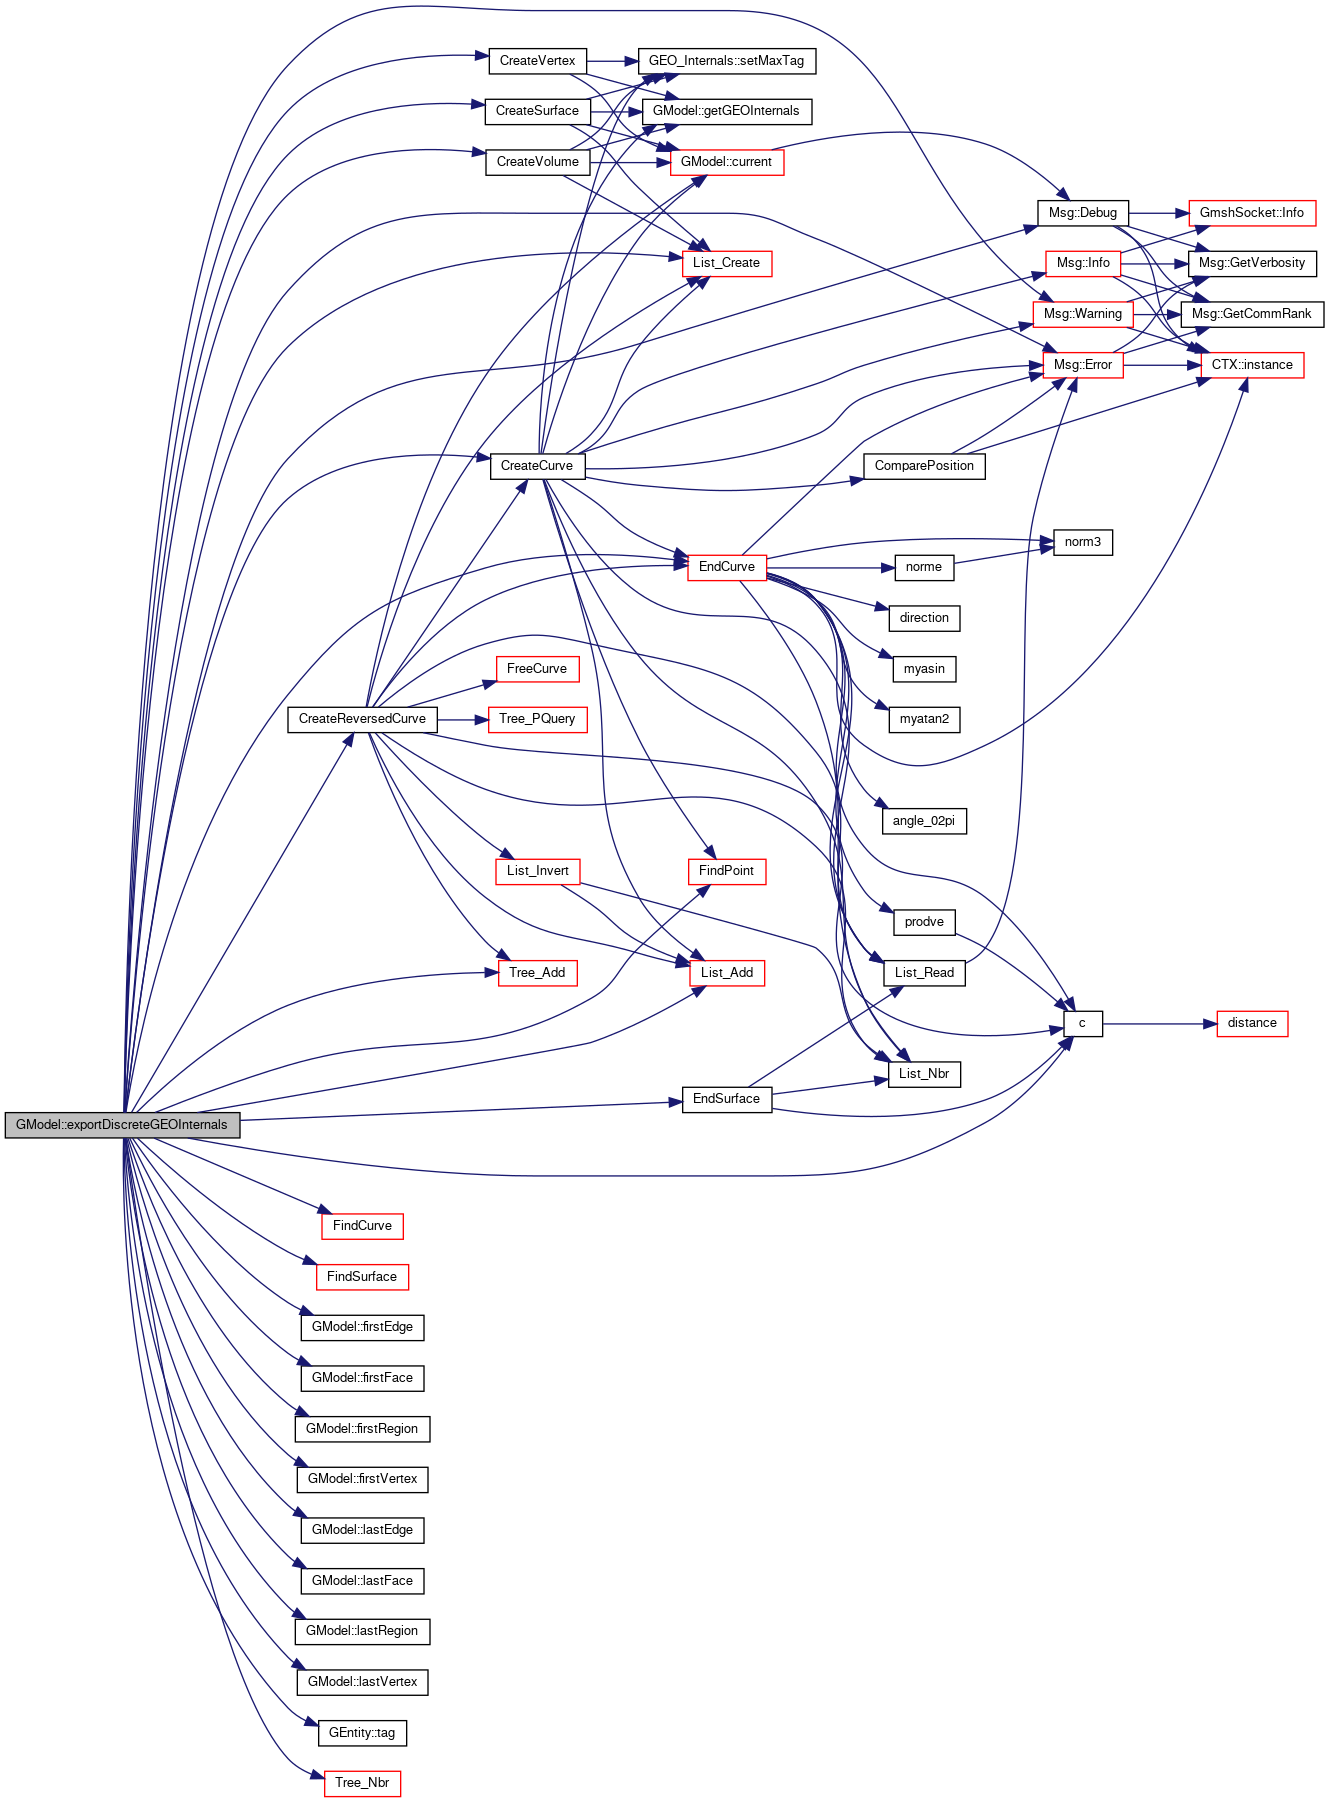 CreateVertex
GEO_Internals::setMaxTag
CreateSurface
GModel::getGEOInternals
CreateVolume
GModel::current
Msg::Debug
GmshSocket::Info
List_Create
Msg::Info
Msg::GetVerbosity
Msg::Warning
Msg::GetCommRank
Msg::Error
CTX::instance
CreateCurve
ComparePosition
norm3
EndCurve
norme
direction
FreeCurve
myasin
CreateReversedCurve
Tree_PQuery
myatan2
angle_02pi
List_Invert
FindPoint
prodve
Tree_Add
List_Add
List_Read
c
distance
List_Nbr
EndSurface
GModel::exportDiscreteGEOInternals
FindCurve
FindSurface
GModel::firstEdge
GModel::firstFace
GModel::firstRegion
GModel::firstVertex
GModel::lastEdge
GModel::lastFace
GModel::lastRegion
GModel::lastVertex
GEntity::tag
Tree_Nbr